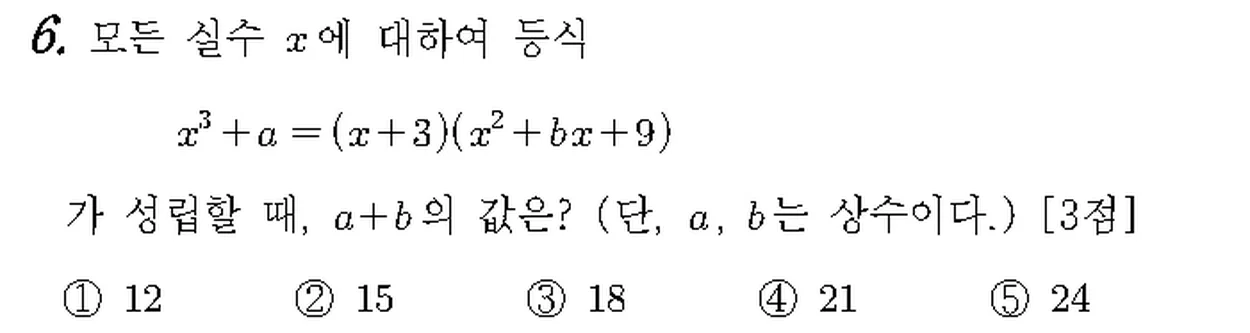 6. 모든 실수 x에 대하여 등식
x³+a=(x+3)(x²+bx+9)
가 성립할 때, a+b의 값은? (단, a, b는 상수이다.) [3점]
① 12 ② 15 ③ 18 ④ 21 ⑤ 24